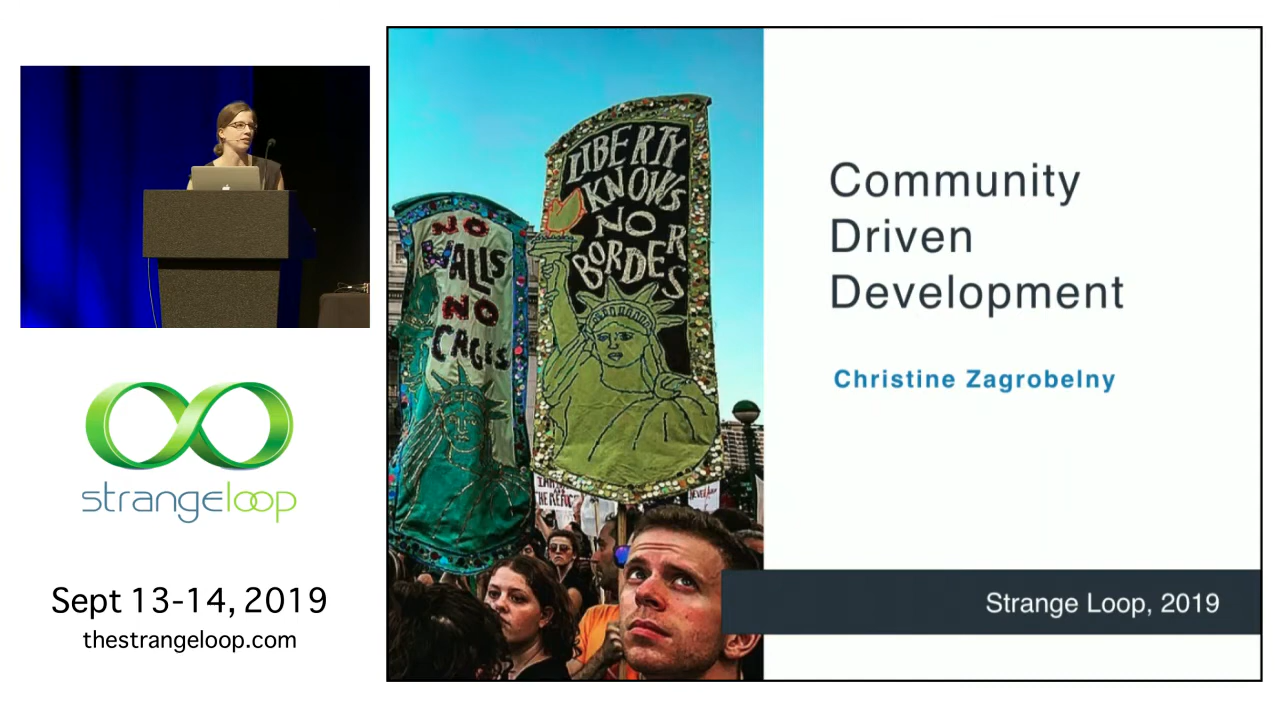 strangeloop
Sept 13-14, 2019
thestrangeloop.com
NO
WALLS
NO
CAGES
LIBERTY
KNOWS
NO
BORDERS
Community
Driven
Development
Christine Zagrobelny
Strange Loop, 2019